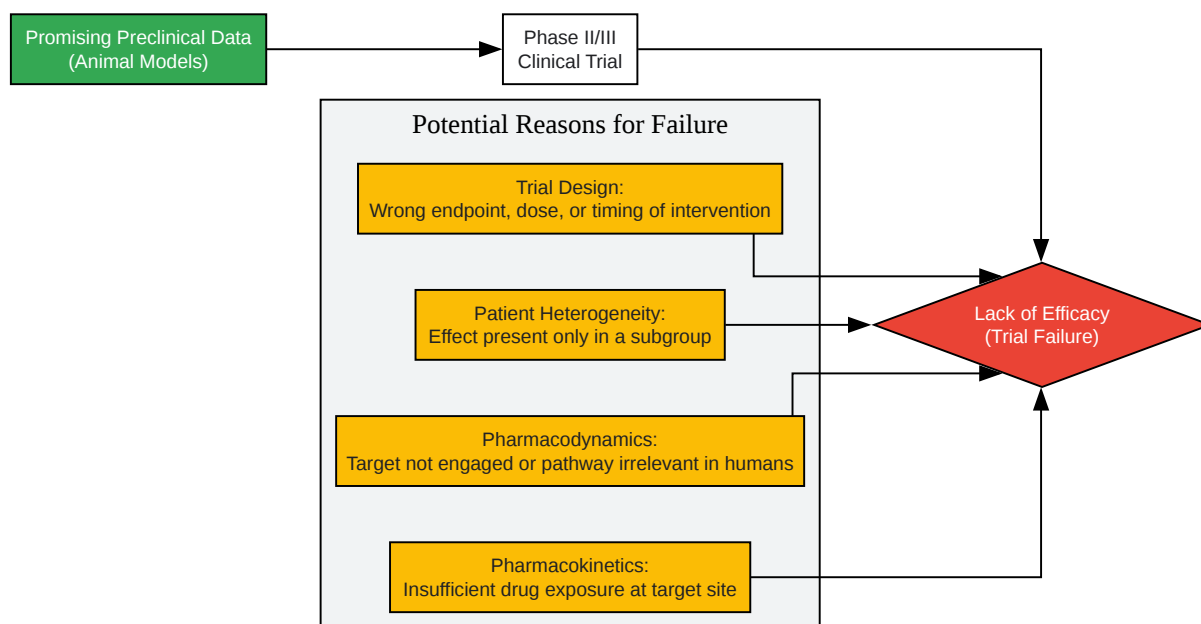 Promising Preclinical Data
(Animal Models)
Phase II/III
Clinical Trial
Potential Reasons for Failure
Trial Design:
Wrong endpoint, dose, or timing of intervention
Patient Heterogeneity:
Effect present only in a subgroup
Lack of Efficacy
(Trial Failure)
Pharmacodynamics:
Target not engaged or pathway irrelevant in humans
Pharmacokinetics:
Insufficient drug exposure at target site